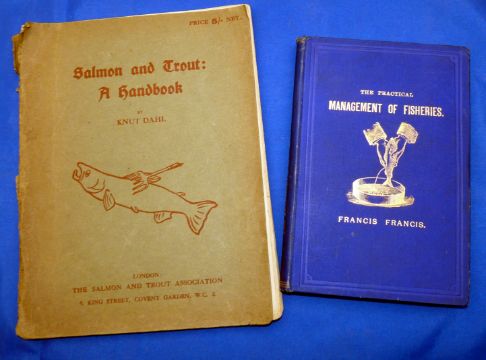 PRICE 5/- NET.
Salmon and Trout:
A Handbook
BY
KNUT DAHL
LONDON:
THE SALMON AND TROUT ASSOCIATION
KING STREET, COVENT GARDEN, W.C. 2
THE PRACTICAL
MANAGEMENT OF FISHERIES.
FRANCIS FRANCIS.